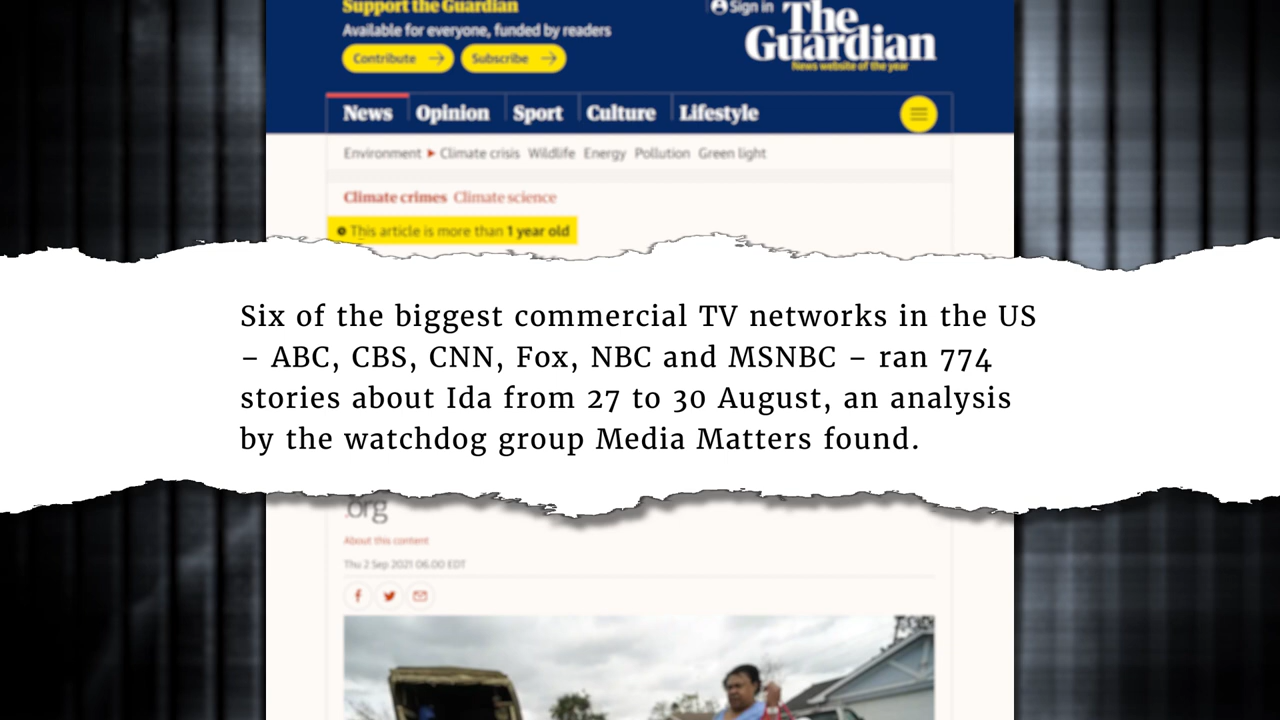 Support the Guardian
Available for everyone, funded by readers
Contribute
Subscribe
Sign in
The
Guardian
News website of the year
News
Opinion
Sport
Culture
Lifestyle
Environment
Climate crisis
Wildlife
Energy
Pollution
Green light
Climate crimes
Climate science
This article is more than 1 year old
Six of the biggest commercial TV networks in the US
– ABC, CBS, CNN, Fox, NBC and MSNBC – ran 774
stories about Ida from 27 to 30 August, an analysis
by the watchdog group Media Matters found.
.org
About this content
Thu 2 Sep 2021 06.00 EDT